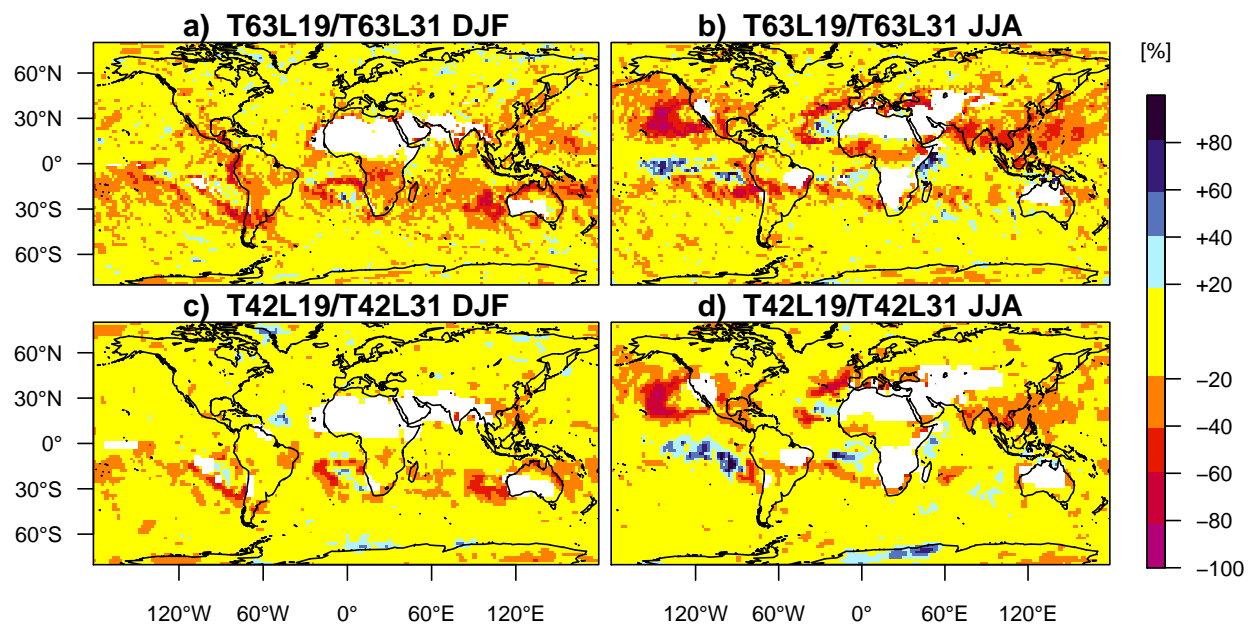 a) T63L19/T63L31 DJF
b) T63L19/T63L31 JJA
[%]
60°N
30°N
0°
30°S
60°S
c) T42L19/T42L31 DJF
d) T42L19/T42L31 JJA
60°N
30°N
0°
30°S
60°S
+80
+60
+40
+20
−20
−40
−60
−80
−100
120°W 60°W 0° 60°E 120°E
120°W 60°W 0° 60°E 120°E